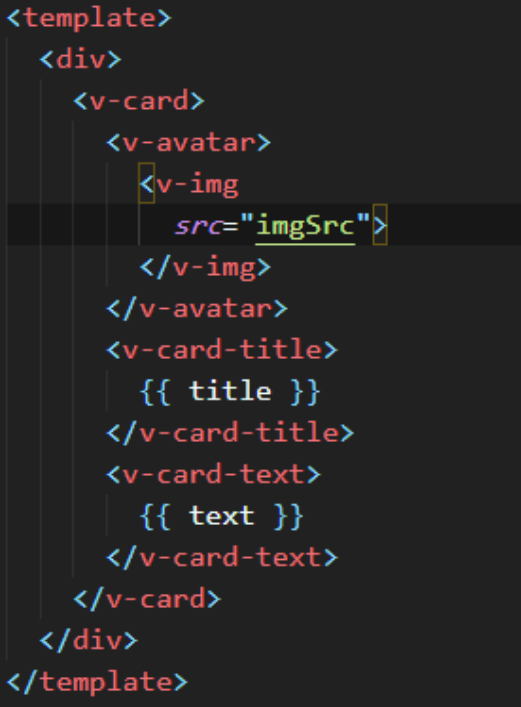 <template>
<div>
<v-card>
<v-avatar>
<v-img
src="imgSrc">
</v-img>
</v-avatar>
<v-card-title>
{{ title }}
</v-card-title>
<v-card-text>
{{ text }}
</v-card-text>
</v-card>
</div>
</template>